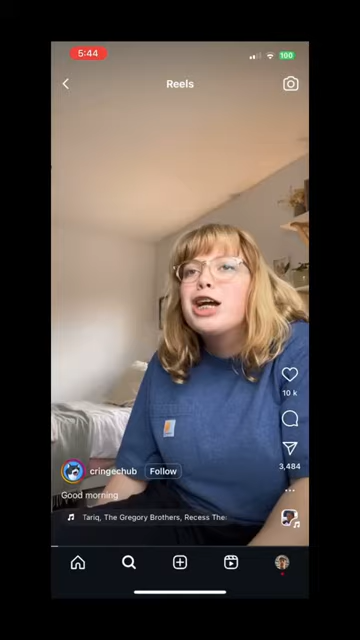 5:44
100
Reels
10 k
3,484
cringechub
Follow
Good morning
Tariq, The Gregory Brothers, Recess The